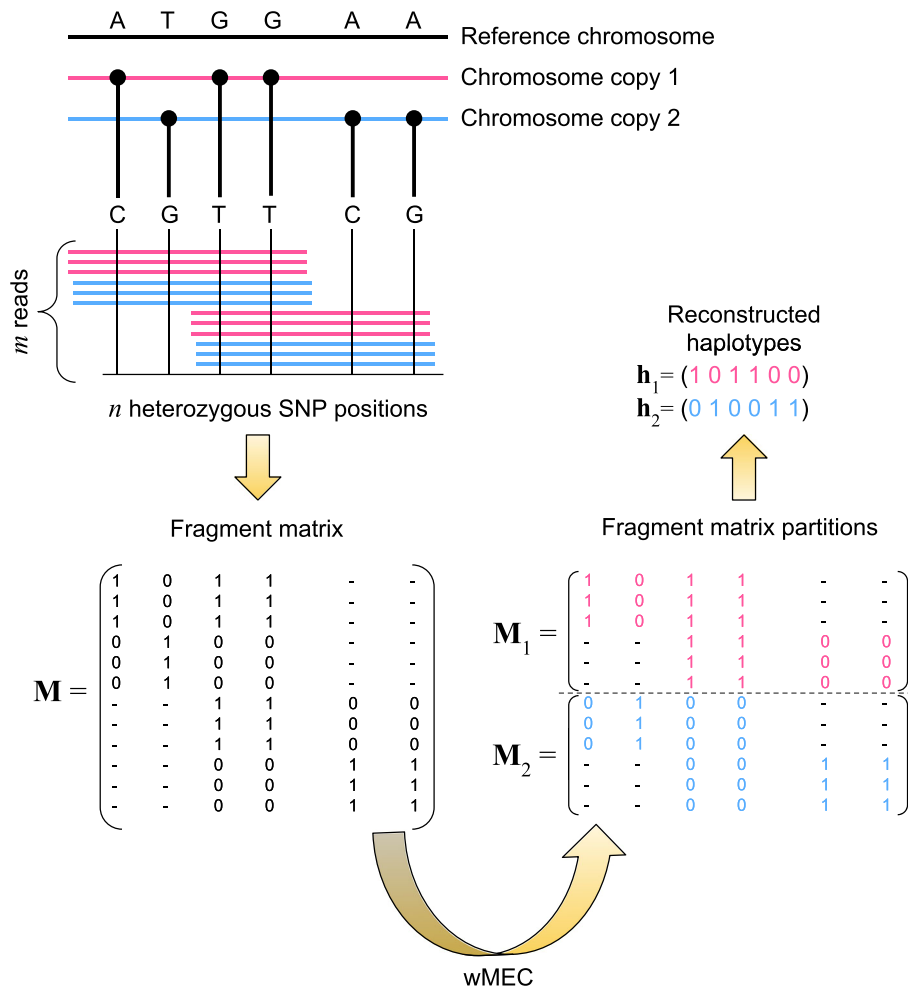 A T G G A A
Reference chromosome
Chromosome copy 1
Chromosome copy 2
C G T T C G
m reads
n heterozygous SNP positions
Reconstructed
haplotypes
h1= (1 0 1 1 0 0)
h2= (0 1 0 0 1 1)
Fragment matrix
M =
1 0 1 1 - -
1 0 1 1 - -
1 0 1 1 - -
0 1 0 0 - -
0 1 0 0 - -
0 1 0 0 - -
- - 1 1 0 0
- - 1 1 0 0
- - 1 1 0 0
- - 0 0 1 1
- - 0 0 1 1
- - 0 0 1 1
Fragment matrix partitions
M1 =
1 0 1 1 - -
1 0 1 1 - -
1 0 1 1 - -
- - 1 1 0 0
- - 1 1 0 0
- - 1 1 0 0
M2 =
0 1 0 0 - -
0 1 0 0 - -
0 1 0 0 - -
- - 0 0 1 1
- - 0 0 1 1
- - 0 0 1 1
wMEC